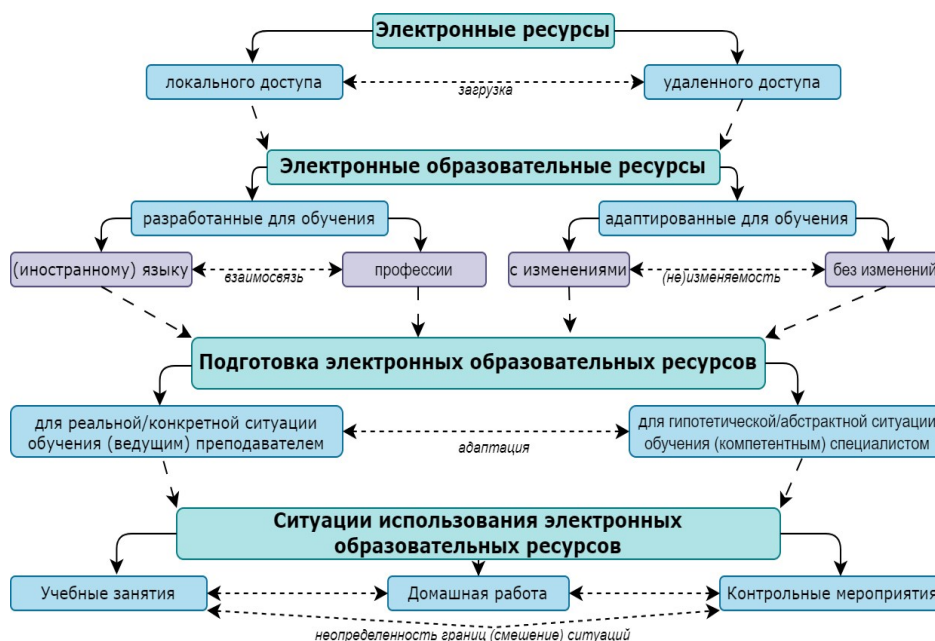 Электронные ресурсы
локального доступа
удаленного доступа
загрузка
Электронные образовательные ресурсы
разработанные для обучения
адаптированные для обучения
(иностранному) языку
взаимосвязь
профессии
с изменениями
(не)изменяемость
без изменений
Подготовка электронных образовательных ресурсов
для реальной/конкретной ситуации
обучения (ведущим) преподавателем
адаптация
для гипотетической/абстрактной ситуации
обучения (компетентным) специалистом
Ситуации использования электронных
образовательных ресурсов
Учебные занятия
Домашная работа
Контрольные мероприятия
неопределенность границ (смешение) ситуаций